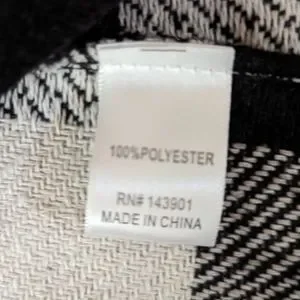 100%POLYESTER
RN# 143901
MADE IN CHINA